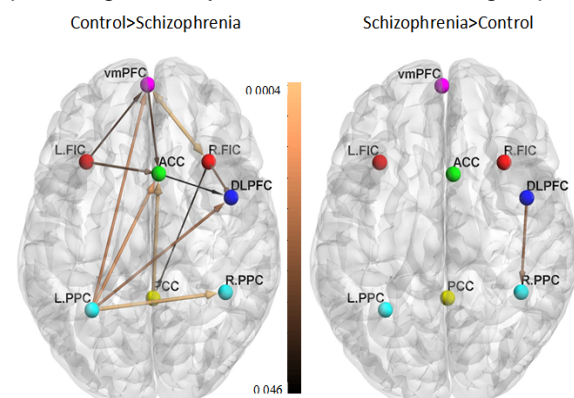 Control>Schizophrenia
Schizophrenia>Control
vmPFC
L.FIC
ACC
R.FIC
DLPFC
L.PPC
R.PPC
0 0004
0 046
vmPFC
L.FIC
ACC
R.FIC
DLPFC
L.PPC
PCC
R.PPC